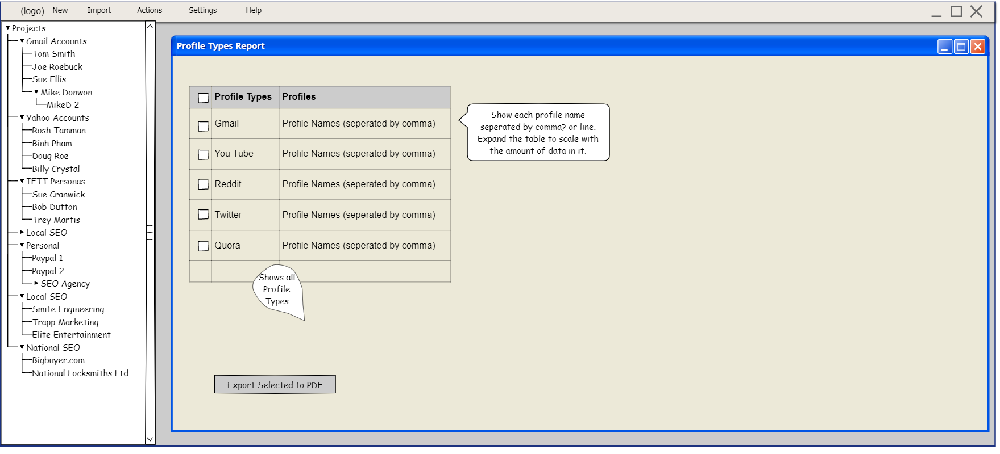 (logo) New Import Actions Settings Help
Projects
Gmail Accounts
Tom Smith
Joe Roebuck
Sue Ellis
Mike Donwon
MikeD 2
Yahoo Accounts
Rosh Tamman
Binh Pham
Doug Roe
Billy Crystal
IFTT Personas
Sue Cranwick
Bob Dutton
Trey Martis
Local SEO
Personal
Paypal 1
Paypal 2
SEO Agency
Local SEO
Smite Engineering
Trapp Marketing
Elite Entertainment
National SEO
Bigbuyer.com
National Locksmiths Ltd
Profile Types Report
Profile Types Profiles
Gmail Profile Names (seperated by comma)
You Tube Profile Names (seperated by comma)
Reddit Profile Names (seperated by comma)
Twitter Profile Names (seperated by comma)
Quora Profile Names (seperated by comma)
Show each profile name
seperated by comma? or line.
Expand the table to scale with
the amount of data in it.
Shows all
Profile
Types
Export Selected to PDF